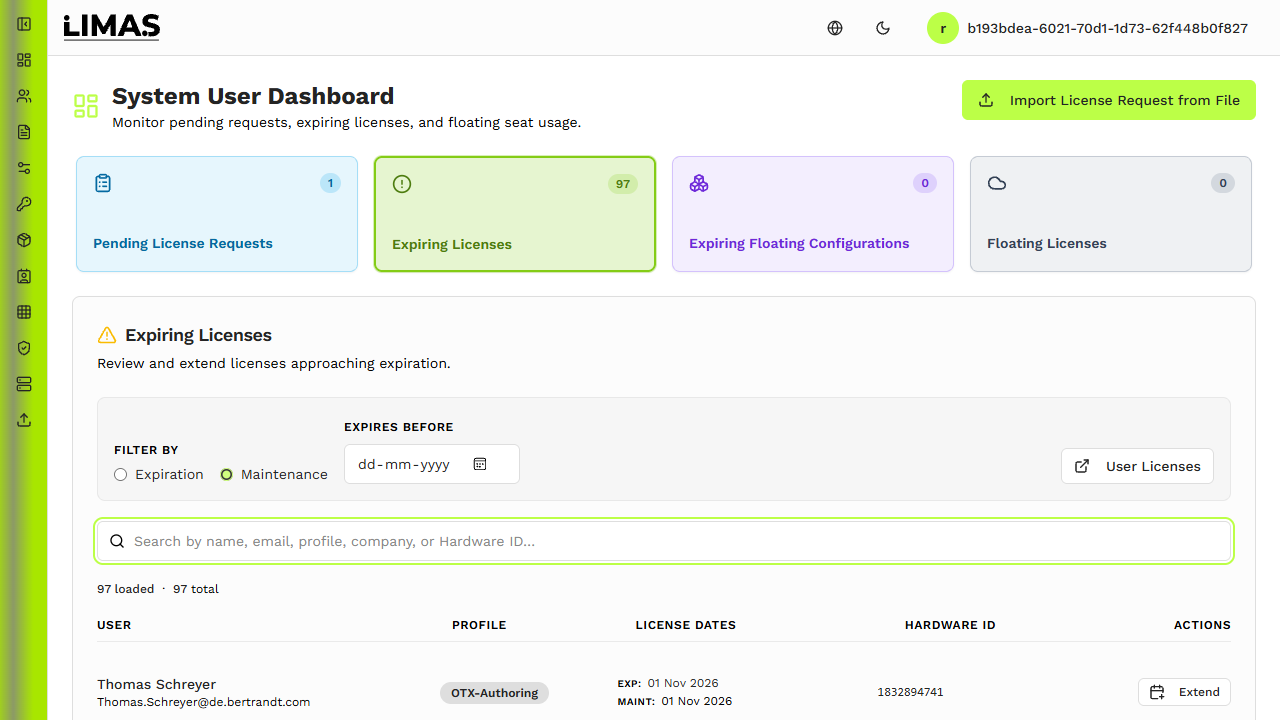 LIMAS
r b193bdea-6021-70d1-1d73-62f448b0f827
System User Dashboard
Monitor pending requests, expiring licenses, and floating seat usage.
Import License Request from File
1
Pending License Requests
97
Expiring Licenses
0
Expiring Floating Configurations
0
Floating Licenses
Expiring Licenses
Review and extend licenses approaching expiration.
FILTER BY
Expiration Maintenance
EXPIRES BEFORE
dd-mm-yyyy
User Licenses
Search by name, email, profile, company, or Hardware ID...
97 loaded · 97 total
USER PROFILE LICENSE DATES HARDWARE ID ACTIONS
Thomas Schreyer
Thomas.Schreyer@de.bertrandt.com
OTX-Authoring
EXP: 01 Nov 2026
MAINT: 01 Nov 2026
1832894741
Extend